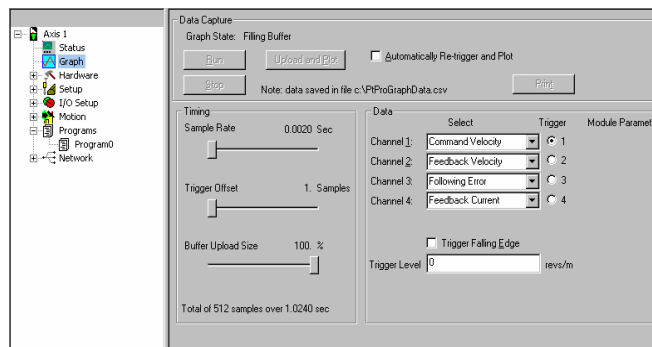 Axis 1
Status
Graph
Hardware
Setup
I/O Setup
Motion
Programs
Program0
Network
Data Capture
Graph State: Filling Buffer
Run
Upload and Plot
Automatically Re-trigger and Plot
Stop
Note: data saved in file c:\PtProGraphData.csv
Print
Timing
Sample Rate 0.0020 Sec
Trigger Offset 1. Samples
Buffer Upload Size 100. %
Total of 512 samples over 1.0240 sec
Data
Select Trigger Module Paramet
Channel 1: Command Velocity 1
Channel 2: Feedback Velocity 2
Channel 3: Following Error 3
Channel 4: Feedback Current 4
Trigger Falling Edge
Trigger Level 0 revs/m